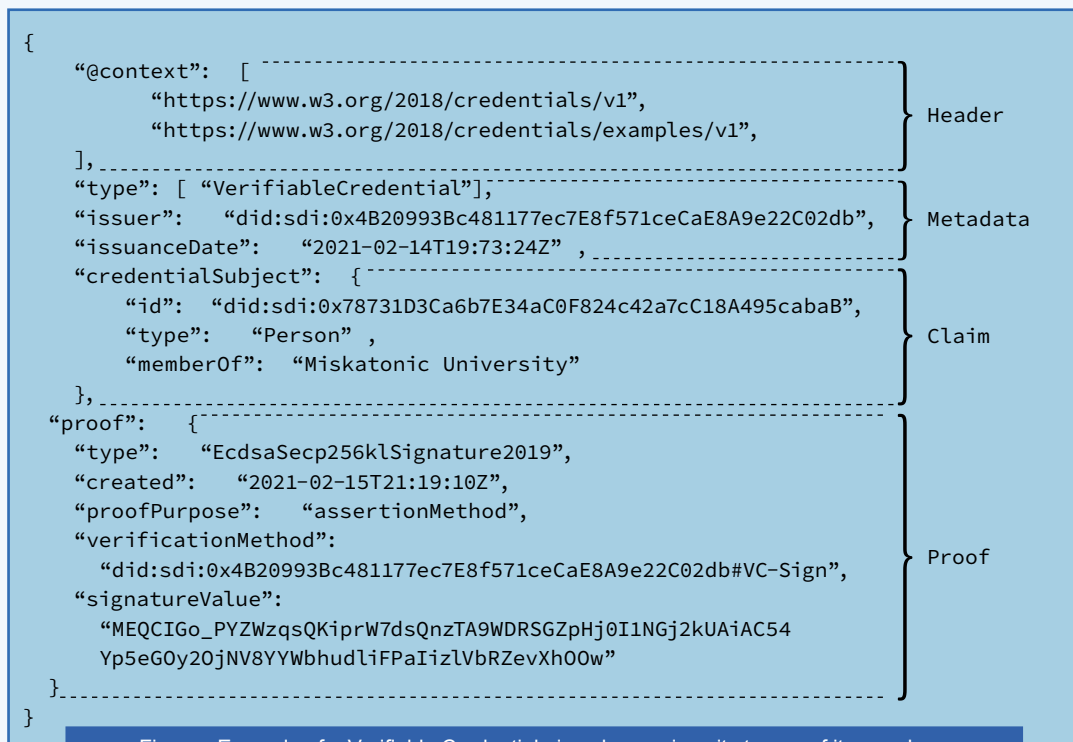 {
"@context": [
"https://www.w3.org/2018/credentials/v1",
"https://www.w3.org/2018/credentials/examples/v1",
],
Header
"type": [ "VerifiableCredential"],
"issuer": "did:sdi:0x4B20993Bc481177ec7E8f571ceCaE8A9e22C02db",
Metadata
"issuanceDate": "2021-02-14T19:73:24Z" ,
"credentialSubject": {
"id": "did:sdi:0x78731D3Ca6b7E34aC0F824c42a7cC18A495cabaB",
"type": "Person" ,
Claim
"memberOf": "Miskatonic University"
},
"proof": {
"type": "EcdsaSecp256klSignature2019",
"created": "2021-02-15T21:19:10Z",
"proofPurpose": "assertionMethod",
"verificationMethod":
Proof
"did:sdi:0x4B20993Bc481177ec7E8f571ceCaE8A9e22C02db#VC-Sign",
"signatureValue":
"MEQCIGo_PYZWzqsQKiprW7dsQnzTA9WDRSGZpHj0I1NGj2kUAiAC54
Yp5eGOy2OjNV8YYWbhudliFPaIizlVbRZevXhOOw"
}
}